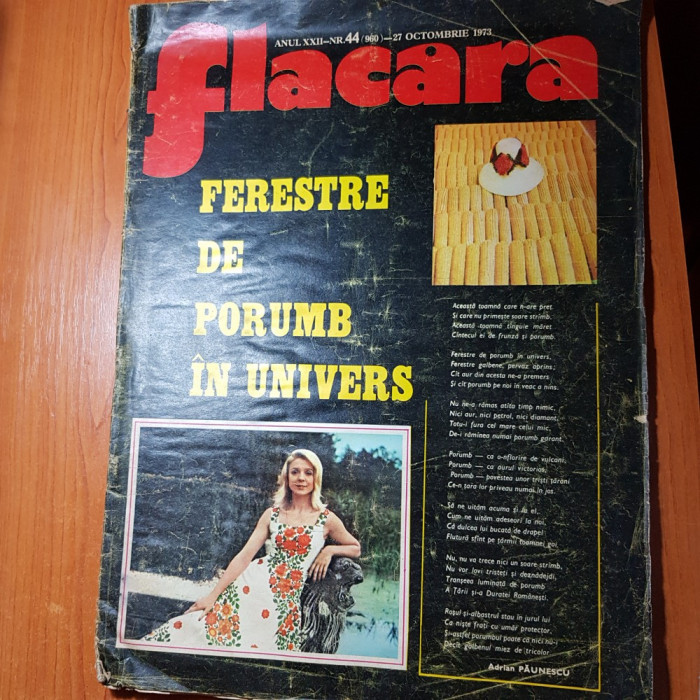 ANUL XXII—NR. 44 (960) — 27 OCTOMBRIE 1973
flacara
FERESTRE
DE
PORUMB
ÎN UNIVERS
Această toamnă care n-are preț
Și care nu primește soare strîmb,
Această toamnă tînguie măreț
Cîntecul ei de frunză și porumb.
Ferestre de porumb în univers,
Ferestre galbene, pervaz aprins,
Cît aur din acesta ne-a premers
Și cît porumb pe noi în veac a nins.
Nu ne-a rămas atîta timp nimic,
Nici aur, nici petrol, nici diamant,
Totu-i fura cel mare celui mic,
De-i rămînea numai porumb garant.
Porumb — ca o-nflorire de vulcani,
Porumb — ca aurul victorios,
Porumb — povestea unor triști țărani
Ce-n țara lor priveau numai în jos.
Să ne uităm acuma și la el,
Cum ne uităm adeseori la noi,
Că dulcea lui bucată de drapel
Flutură sfînt pe țărmii toamnei goi.
Nu, nu va trece nici un soare strîmb,
Nu vor lovi tristeți și deznădejdi,
Tranșeea luminată de porumb
A Țării și-a Duratei Românești.
Roșul și-albastrul stau în jurul lui
Ca niște frați cu umăr protector,
Și-astfel porumbul poate că nici nu-i
Decît galbenul miez de tricolor.
Adrian PĂUNESCU